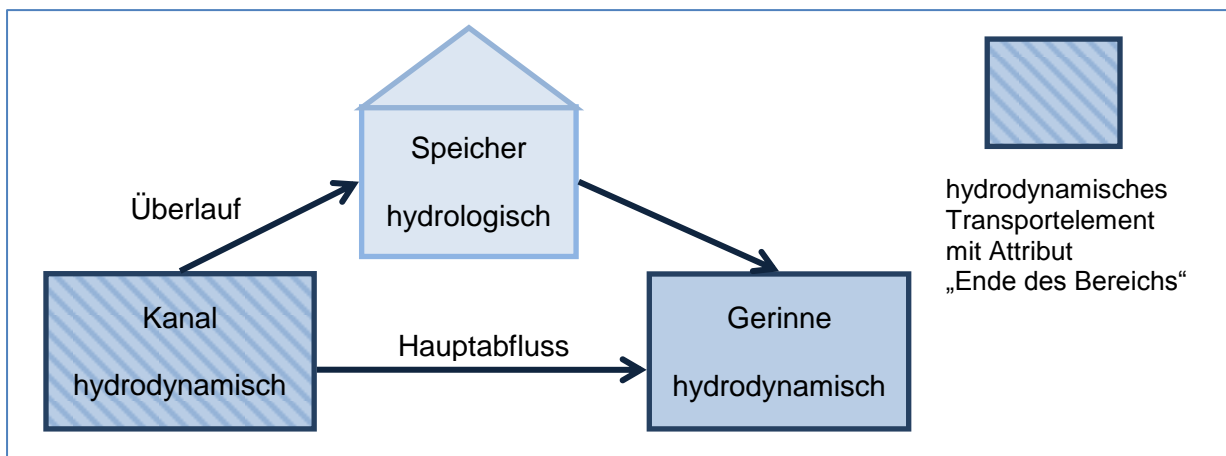 Speicher
hydrologisch
Überlauf
Kanal
hydrodynamisch
Hauptabfluss
Gerinne
hydrodynamisch
hydrodynamisches
Transportelement
mit Attribut
„Ende des Bereichs“